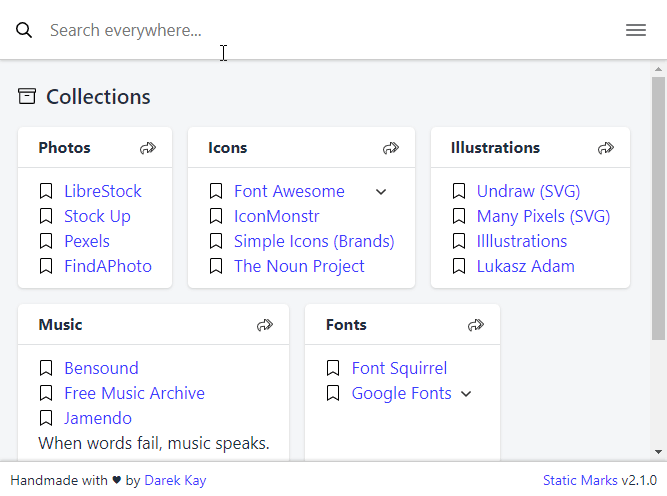 Search everywhere...
Collections
Photos
LibreStock
Stock Up
Pexels
FindAPhoto
Icons
Font Awesome
IconMonstr
Simple Icons (Brands)
The Noun Project
Illustrations
Undraw (SVG)
Many Pixels (SVG)
Illlustrations
Lukasz Adam
Music
Bensound
Free Music Archive
Jamendo
When words fail, music speaks.
Fonts
Font Squirrel
Google Fonts
Handmade with ♥ by Darek Kay
Static Marks v2.1.0